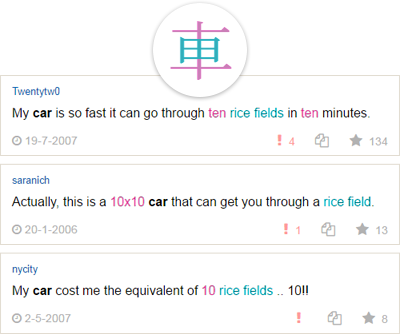 車
Twentytw0
My car is so fast it can go through ten rice fields in ten minutes.
19-7-2007 4 134
saranich
Actually, this is a 10x10 car that can get you through a rice field.
20-1-2006 1 13
nycity
My car cost me the equivalent of 10 rice fields .. 10!!
2-5-2007 8